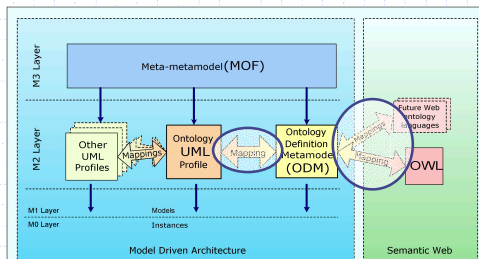 M3 Layer
Meta-metamodel(MOF)
M2 Layer
Other
UML
Profiles
Mappings
Ontology
UML
Profile
Mapping
Ontology
Definition
Metamodel
(ODM)
Mappings
Mapping
Future Web
Ontology
languages
OWL
M1 Layer
Models
M0 Layer
Instances
Model Driven Architecture
Semantic Web